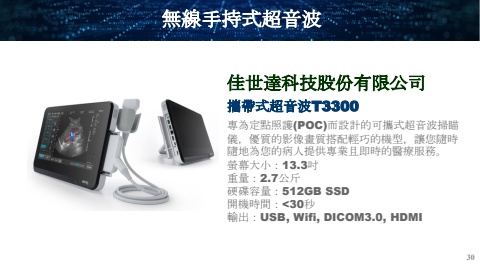 無線手持式超音波
佳世達科技股份有限公司
攜帶式超音波T3300
專為定點照護(POC)而設計的可攜式超音波掃瞄
儀，優質的影像畫質搭配輕巧的機型，讓您隨時
隨地為您的病人提供專業且即時的醫療服務。
螢幕大小：13.3吋
重量：2.7公斤
硬碟容量：512GB SSD
開機時間：<30秒
輸出：USB, Wifi, DICOM3.0, HDMI
30